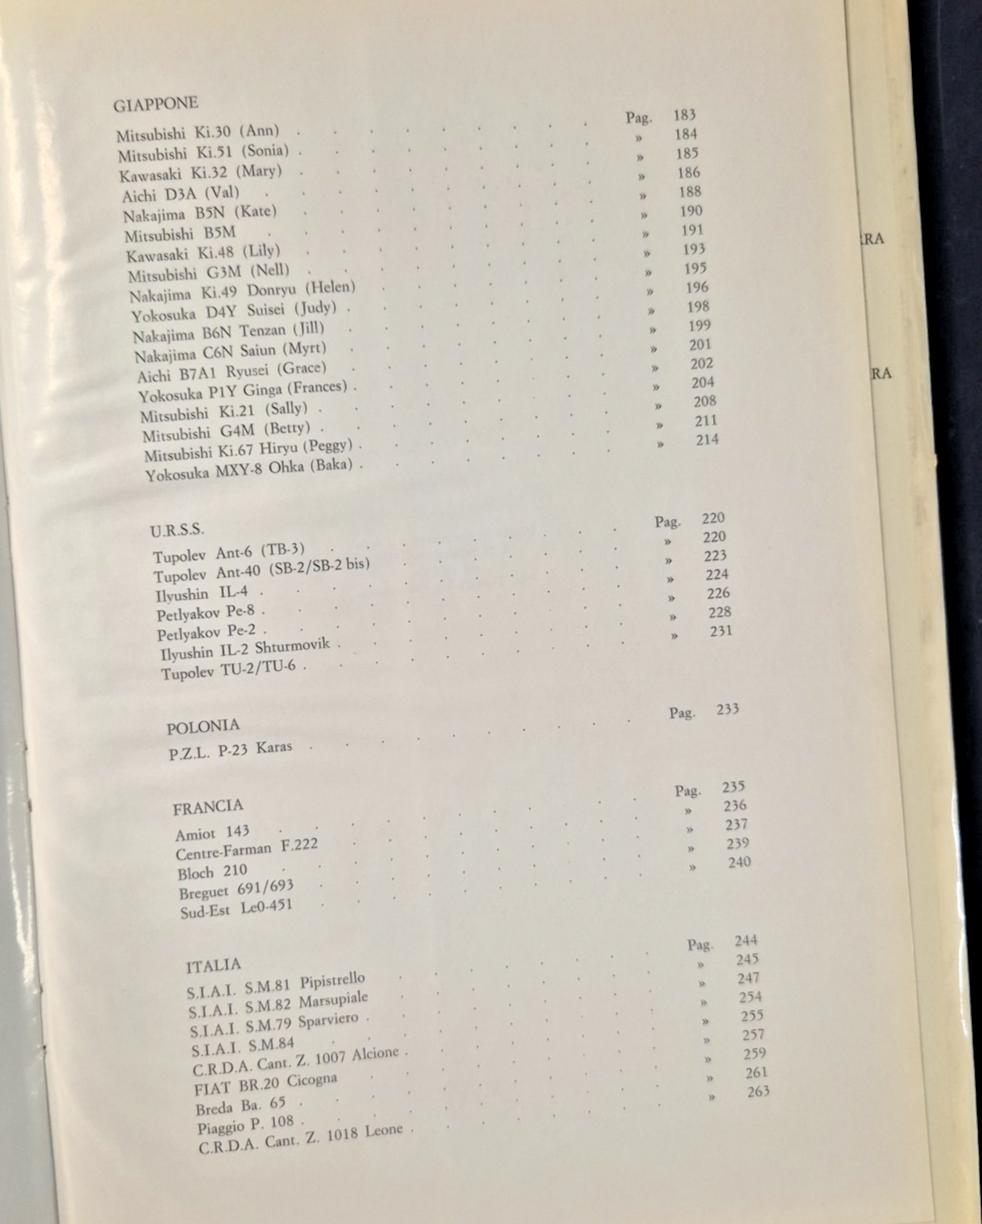 GIAPPONE
Mitsubishi Ki.30 (Ann) . . . . . . . . . Pag. 183
Mitsubishi Ki.51 (Sonia) . . . . . . . . . » 184
Kawasaki Ki.32 (Mary) . . . . . . . . . » 185
Aichi D3A (Val) . . . . . . . . . . » 186
Nakajima B5N (Kate) . . . . . . . . . » 188
Mitsubishi B5M . . . . . . . . . . » 190
Kawasaki Ki.48 (Lily) . . . . . . . . . » 191
Mitsubishi G3M (Nell) . . . . . . . . . » 193
Nakajima Ki.49 Donryu (Helen) . . . . . . . » 195
Yokosuka D4Y Suisei (Judy) . . . . . . . . » 196
Nakajima B6N Tenzan (Jill) . . . . . . . . » 198
Nakajima C6N Saiun (Myrt) . . . . . . . . » 199
Aichi B7A1 Ryusei (Grace) . . . . . . . . » 201
Yokosuka P1Y Ginga (Frances) . . . . . . . . » 202
Mitsubishi Ki.21 (Sally) . . . . . . . . . » 204
Mitsubishi G4M (Betty) . . . . . . . . . » 208
Mitsubishi Ki.67 Hiryu (Peggy) . . . . . . . . » 211
Yokosuka MXY-8 Ohka (Baka) . . . . . . . . » 214
U.R.S.S.
Tupolev Ant-6 (TB-3) . . . . . . . . . Pag. 220
Tupolev Ant-40 (SB-2/SB-2 bis) . . . . . . . » 220
Ilyushin IL-4 . . . . . . . . . . . » 223
Petlyakov Pe-8 . . . . . . . . . . . » 224
Petlyakov Pe-2 . . . . . . . . . . . » 226
Ilyushin IL-2 Shturmovik . . . . . . . . . » 228
Tupolev TU-2/TU-6 . . . . . . . . . . » 231
POLONIA
P.Z.L. P-23 Karas . . . . . . . . . . Pag. 233
FRANCIA
Amiot 143 . . . . . . . . . . . Pag. 235
Centre-Farman F.222 . . . . . . . . . » 236
Bloch 210 . . . . . . . . . . . » 237
Breguet 691/693 . . . . . . . . . . » 239
Sud-Est Le0-451 . . . . . . . . . . » 240
ITALIA
S.I.A.I. S.M.81 Pipistrello . . . . . . . . Pag. 244
S.I.A.I. S.M.82 Marsupiale . . . . . . . . » 245
S.I.A.I. S.M.79 Sparviero . . . . . . . . . » 247
S.I.A.I. S.M.84 . . . . . . . . . . » 254
C.R.D.A. Cant. Z. 1007 Alcione . . . . . . . . » 255
FIAT BR.20 Cicogna . . . . . . . . . » 257
Breda Ba. 65 . . . . . . . . . . . » 259
Piaggio P. 108 . . . . . . . . . . . » 261
C.R.D.A. Cant. Z. 1018 Leone . . . . . . . . » 263
RA
RA